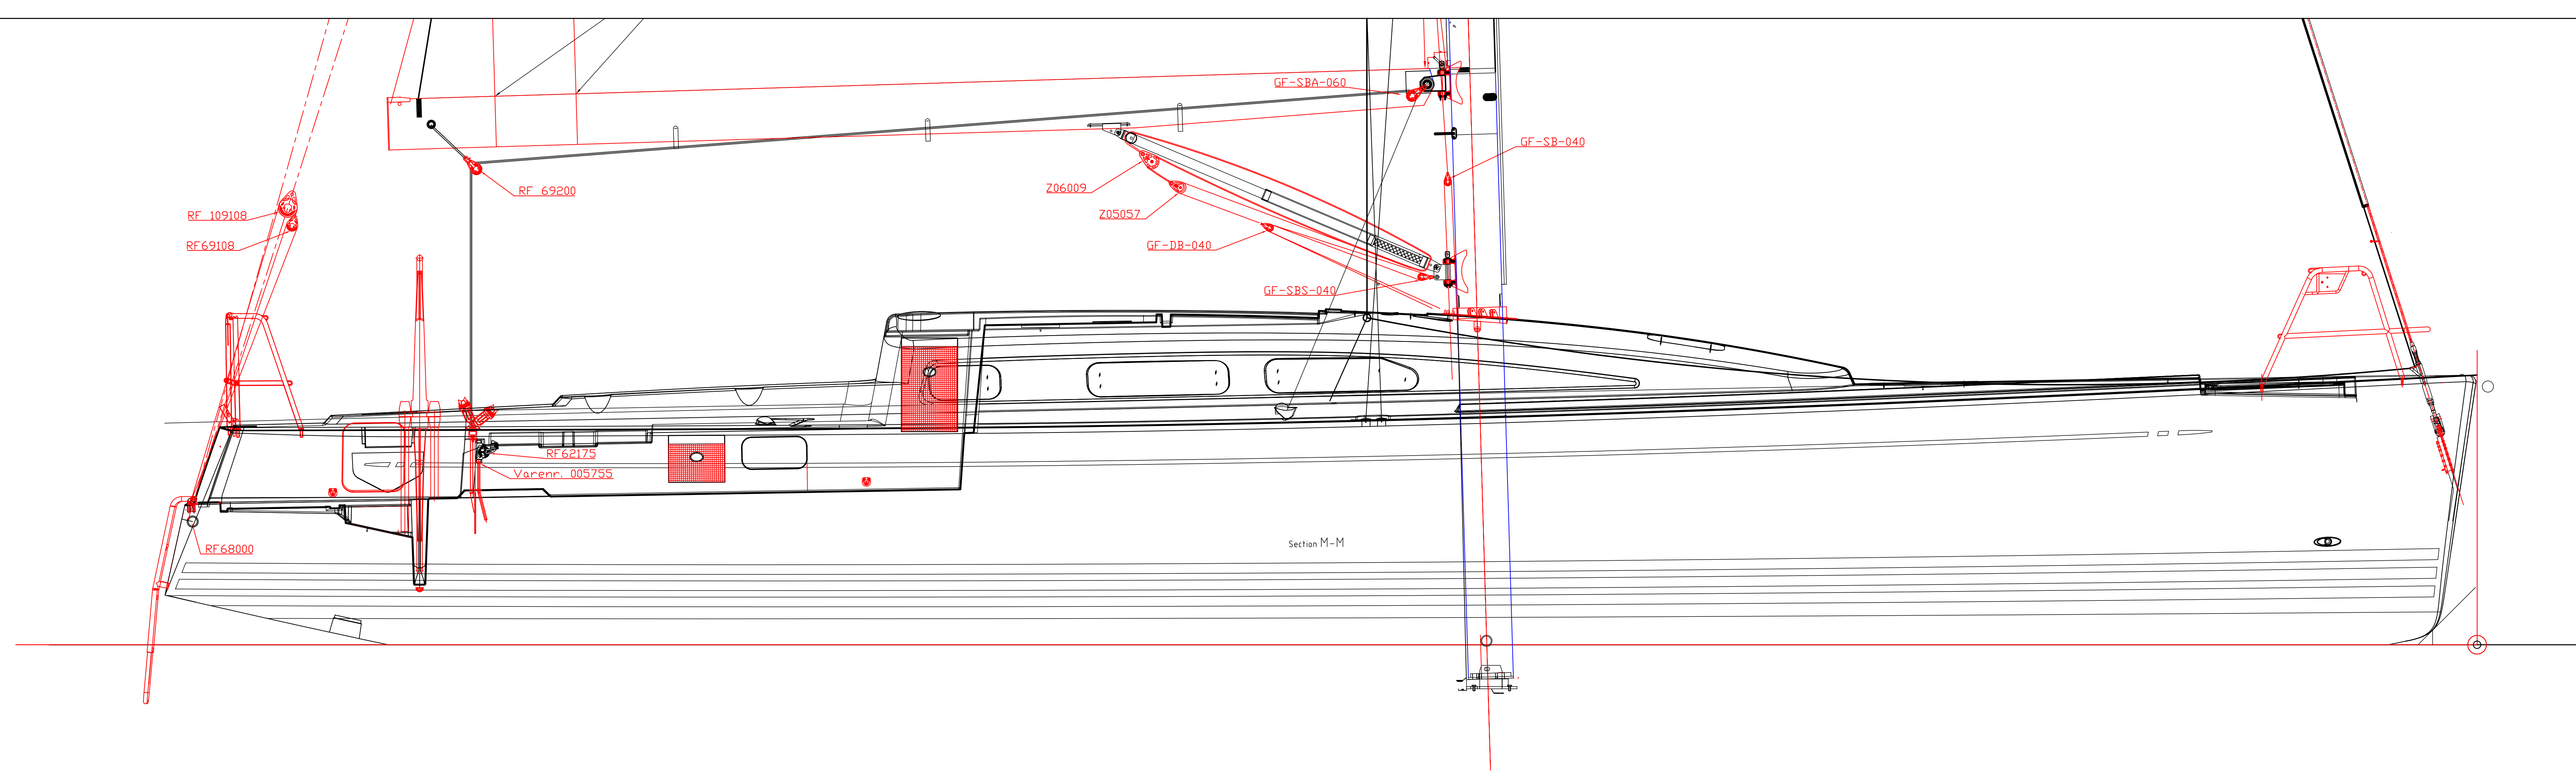 GF-SBA-060
GF-SB-040
RF 69200
Z06009
RF 109108
Z05057
RF69108
GF-DB-040
GF-SBS-040
RF62175
Varenr. 005755
RF68000
Section M-M